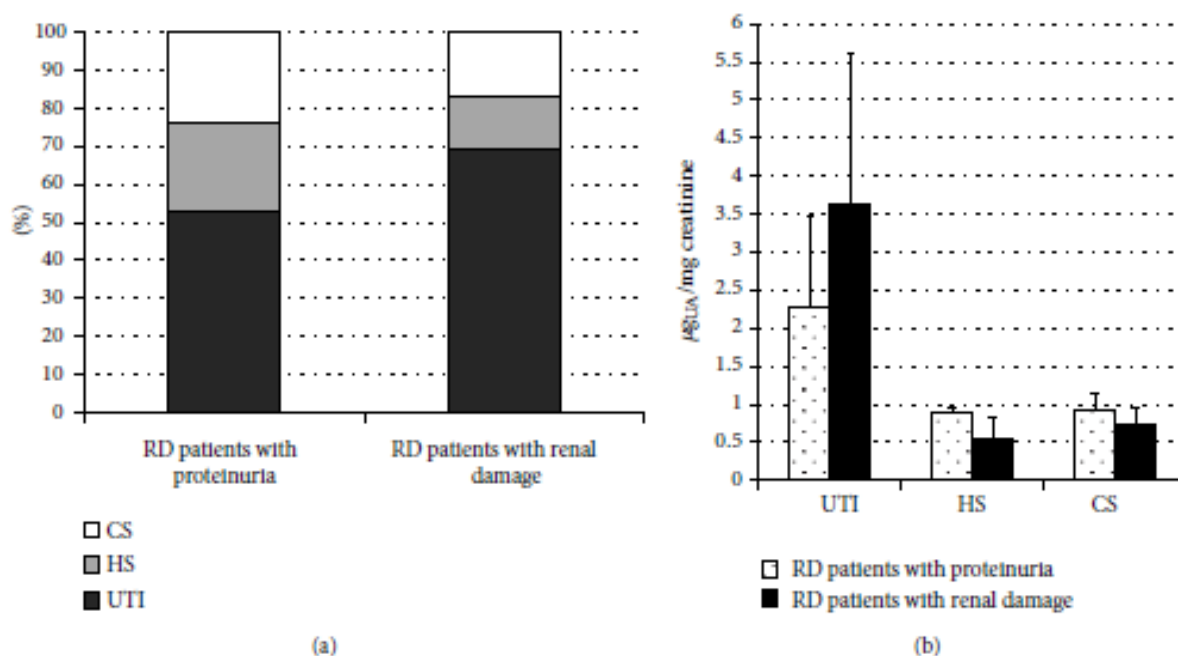 100
90
80
70
60
50
40
30
20
10
0
(%)
RD patients with
proteinuria
RD patients with renal
damage
CS
HS
UTI
(a)
6
5.5
5
4.5
4
3.5
3
2.5
2
1.5
1
0.5
0
μgUA/mg creatinine
UTI
HS
CS
RD patients with proteinuria
RD patients with renal damage
(b)